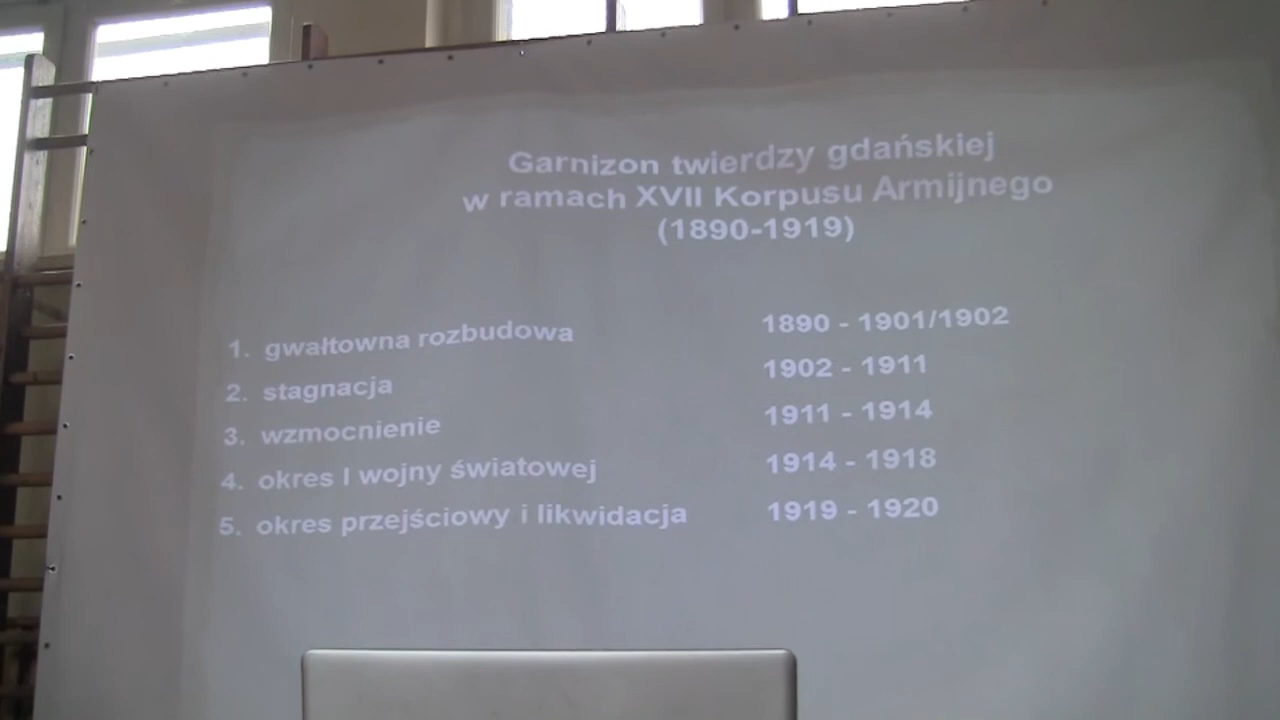 Garnizon twierdzy gdańskiej
w ramach XVII Korpusu Armijnego
(1890-1919)
1. gwałtowna rozbudowa 1890 - 1901/1902
2. stagnacja 1902 - 1911
3. wzmocnienie 1911 - 1914
4. okres I wojny światowej 1914 - 1918
5. okres przejściowy i likwidacja 1919 - 1920